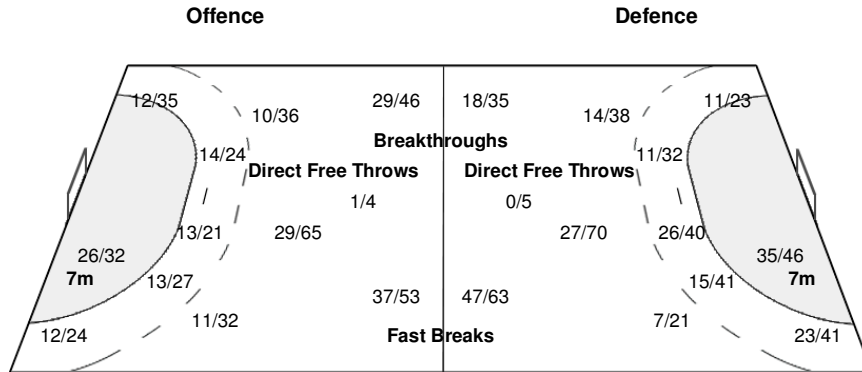 Offence Defence
12/35 29/46 18/35 11/23
10/36 14/38
Breakthroughs
14/24 11/32
Direct Free Throws Direct Free Throws
1/4 0/5
13/21 29/65 27/70 26/40
26/32 35/46
7m 13/27 15/41 7m
37/53 47/63
11/32 7/21
12/24 Fast Breaks 23/41